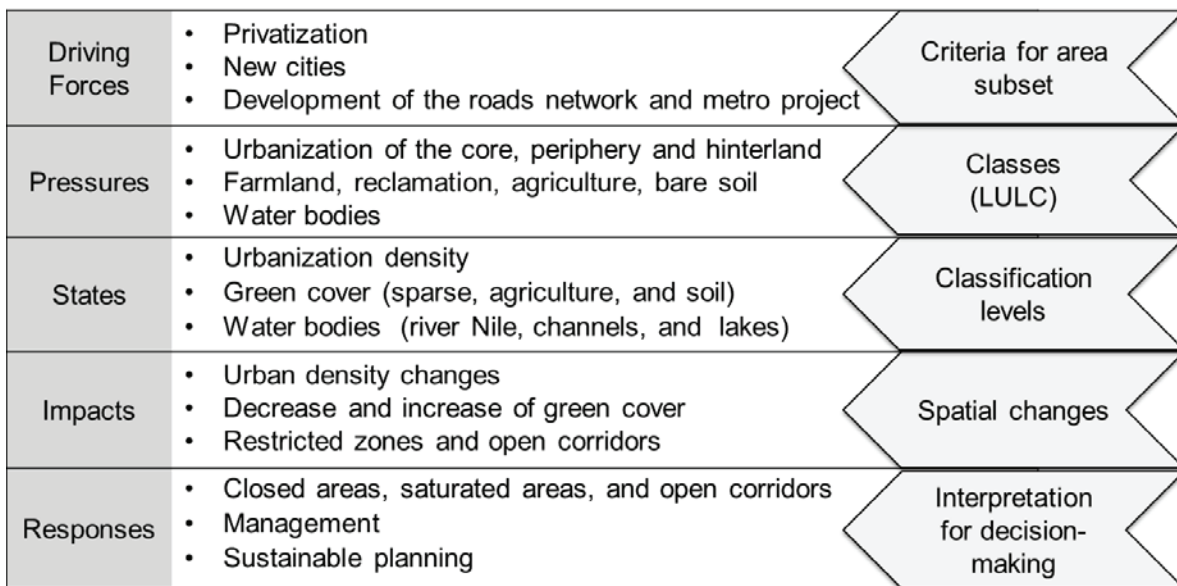 Driving
Forces
• Privatization
• New cities
• Development of the roads network and metro project
Criteria for area
subset
Pressures
• Urbanization of the core, periphery and hinterland
• Farmland, reclamation, agriculture, bare soil
• Water bodies
Classes
(LULC)
States
• Urbanization density
• Green cover (sparse, agriculture, and soil)
• Water bodies (river Nile, channels, and lakes)
Classification
levels
Impacts
• Urban density changes
• Decrease and increase of green cover
• Restricted zones and open corridors
Spatial changes
Responses
• Closed areas, saturated areas, and open corridors
• Management
• Sustainable planning
Interpretation
for decision-
making